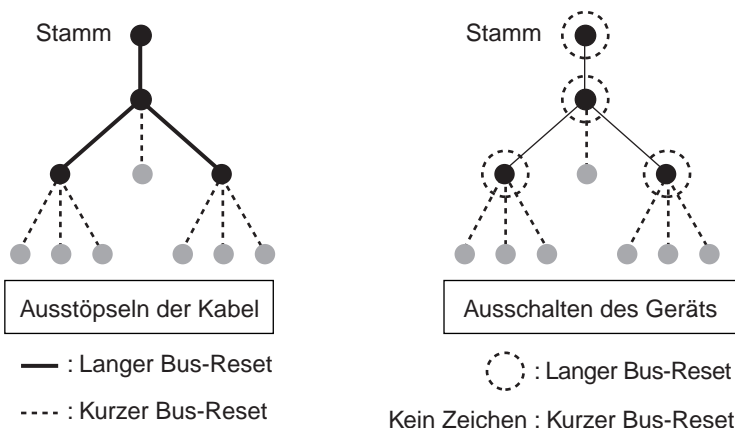 Stamm
Ausstöpseln der Kabel
: Langer Bus-Reset
: Kurzer Bus-Reset
Stamm
Ausschalten des Geräts
: Langer Bus-Reset
Kein Zeichen : Kurzer Bus-Reset